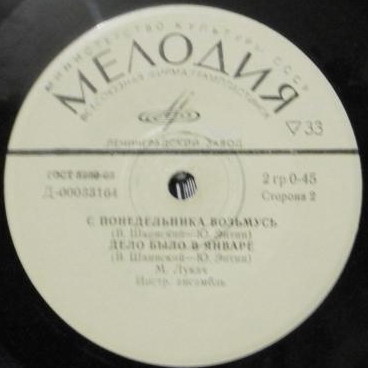 МИНИСТЕРСТВО КУЛЬТУРЫ СССР
МЕЛОДИЯ
ВСЕСОЮЗНАЯ ФИРМА ГРАМПЛАСТИНОК
33
ЛЕНИНГРАДСКИЙ ЗАВОД
ГОСТ 5289-68
2 гр 0-45
Д-00033164
Сторона 2
С ПОНЕДЕЛЬНИКА ВОЗЬМУСЬ
(В. Шаинский—Ю. Энтин)
ДЕЛО БЫЛО В ЯНВАРЕ
(В. Шаинский—Ю. Энтин)
М. Лукач
Инстр. ансамбль